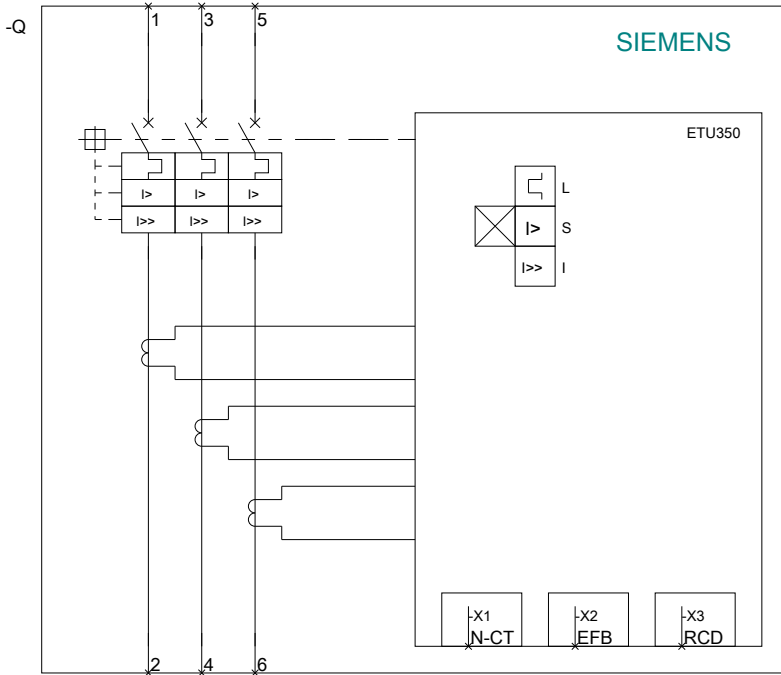 1 3 5
-Q
SIEMENS
ETU350
L
I> I> I> I> S
I>> I>> I>> I>> I
-X1 -X2 -X3
N-CT EFB RCD
2 4 6